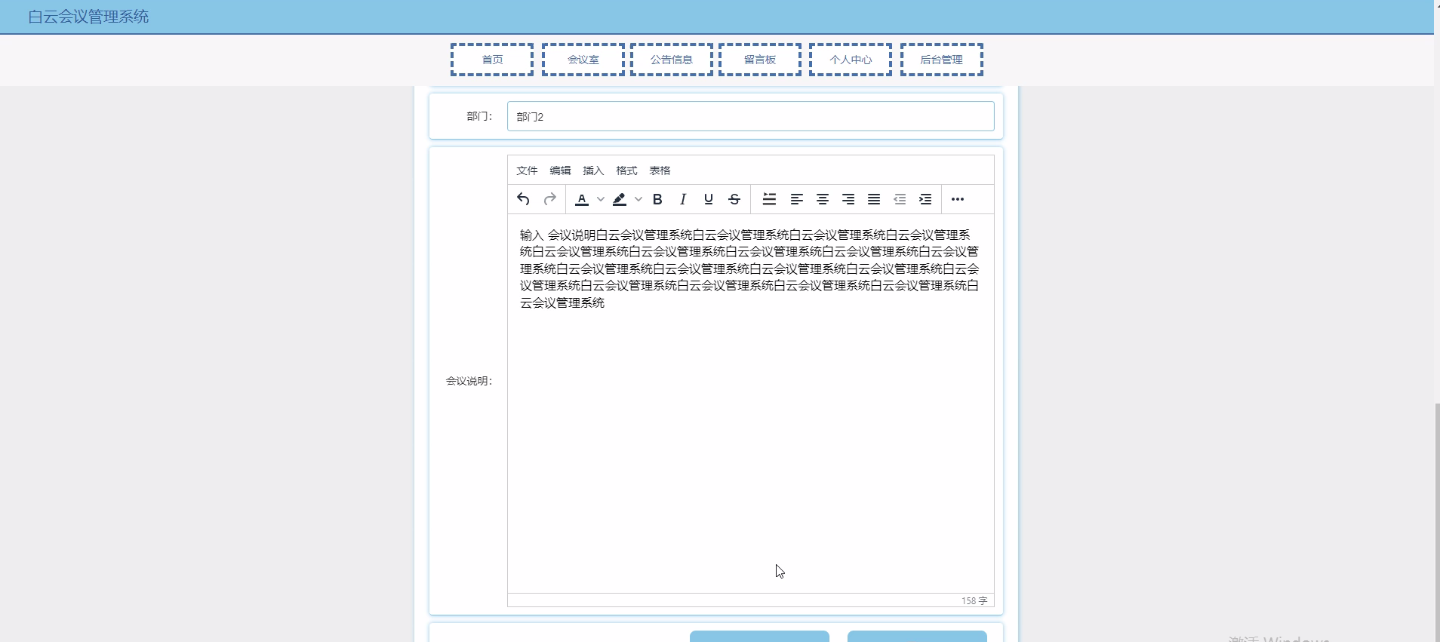 白云会议管理系统
首页 会议室 公告信息 留言板 个人中心 后台管理
部门: 部门2
文件 编辑 插入 格式 表格
输入 会议说明白云会议管理系统白云会议管理系统白云会议管理系统白云会议管理系
统白云会议管理系统白云会议管理系统白云会议管理系统白云会议管理系统白云会议管
理系统白云会议管理系统白云会议管理系统白云会议管理系统白云会议管理系统白云会
议管理系统白云会议管理系统白云会议管理系统白云会议管理系统白云会议管理系统白
云会议管理系统
会议说明:
158 字
激活 Windows